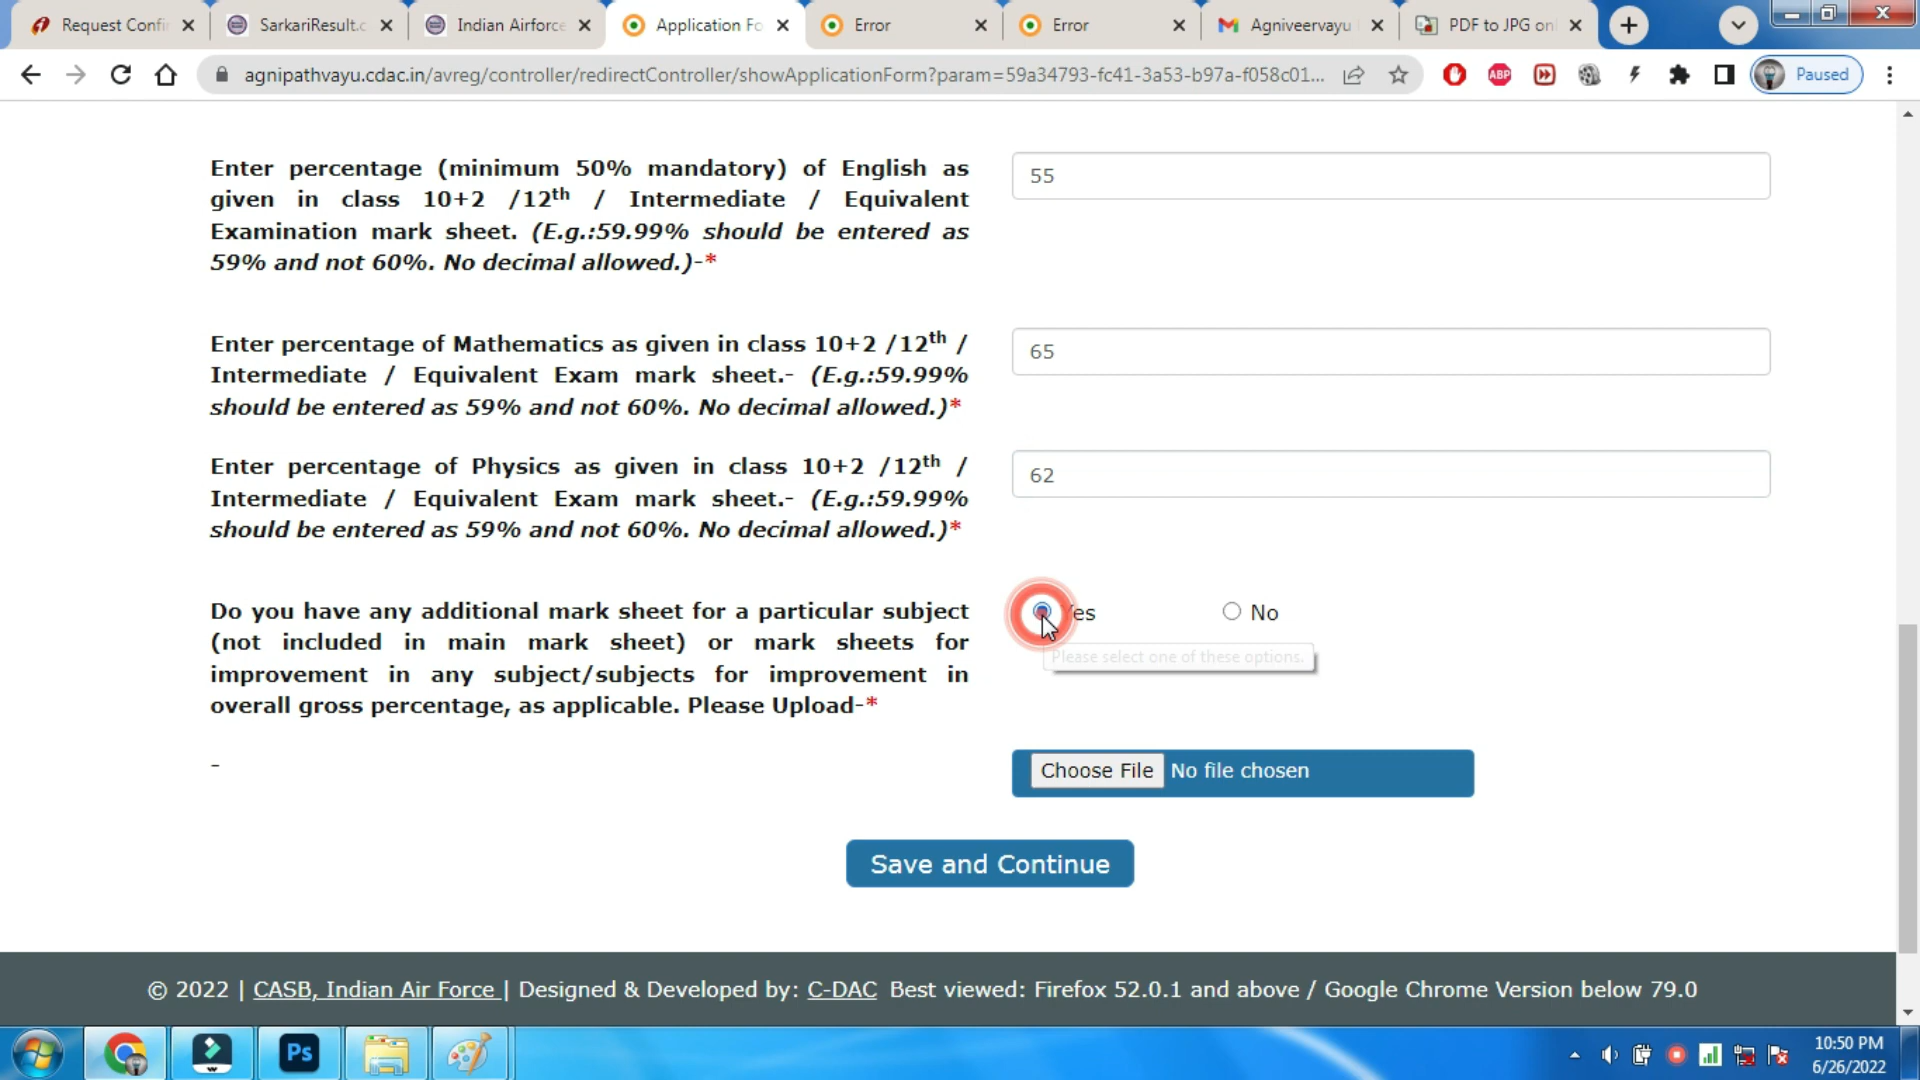 Request Confir
SarkariResult.c
Indian Airforce
Application Fo
Error
Error
Agniveervayu
PDF to JPG onl
agnipathvayu.cdac.in/avreg/controller/redirectController/showApplicationForm?param=59a34793-fc41-3a53-b97a-f058c01...
ABP
Paused
Enter percentage (minimum 50% mandatory) of English as
given in class 10+2 /12th / Intermediate / Equivalent
Examination mark sheet. (E.g.:59.99% should be entered as
59% and not 60%. No decimal allowed.)-*
55
Enter percentage of Mathematics as given in class 10+2 /12th /
Intermediate / Equivalent Exam mark sheet.- (E.g.:59.99%
should be entered as 59% and not 60%. No decimal allowed.)*
65
Enter percentage of Physics as given in class 10+2 /12th /
Intermediate / Equivalent Exam mark sheet.- (E.g.:59.99%
should be entered as 59% and not 60%. No decimal allowed.)*
62
Do you have any additional mark sheet for a particular subject
(not included in main mark sheet) or mark sheets for
improvement in any subject/subjects for improvement in
overall gross percentage, as applicable. Please Upload-*
Yes
No
Please select one of these options.
-
Choose File No file chosen
Save and Continue
© 2022 | CASB, Indian Air Force | Designed & Developed by: C-DAC Best viewed: Firefox 52.0.1 and above / Google Chrome Version below 79.0
Ps
10:50 PM
6/26/2022